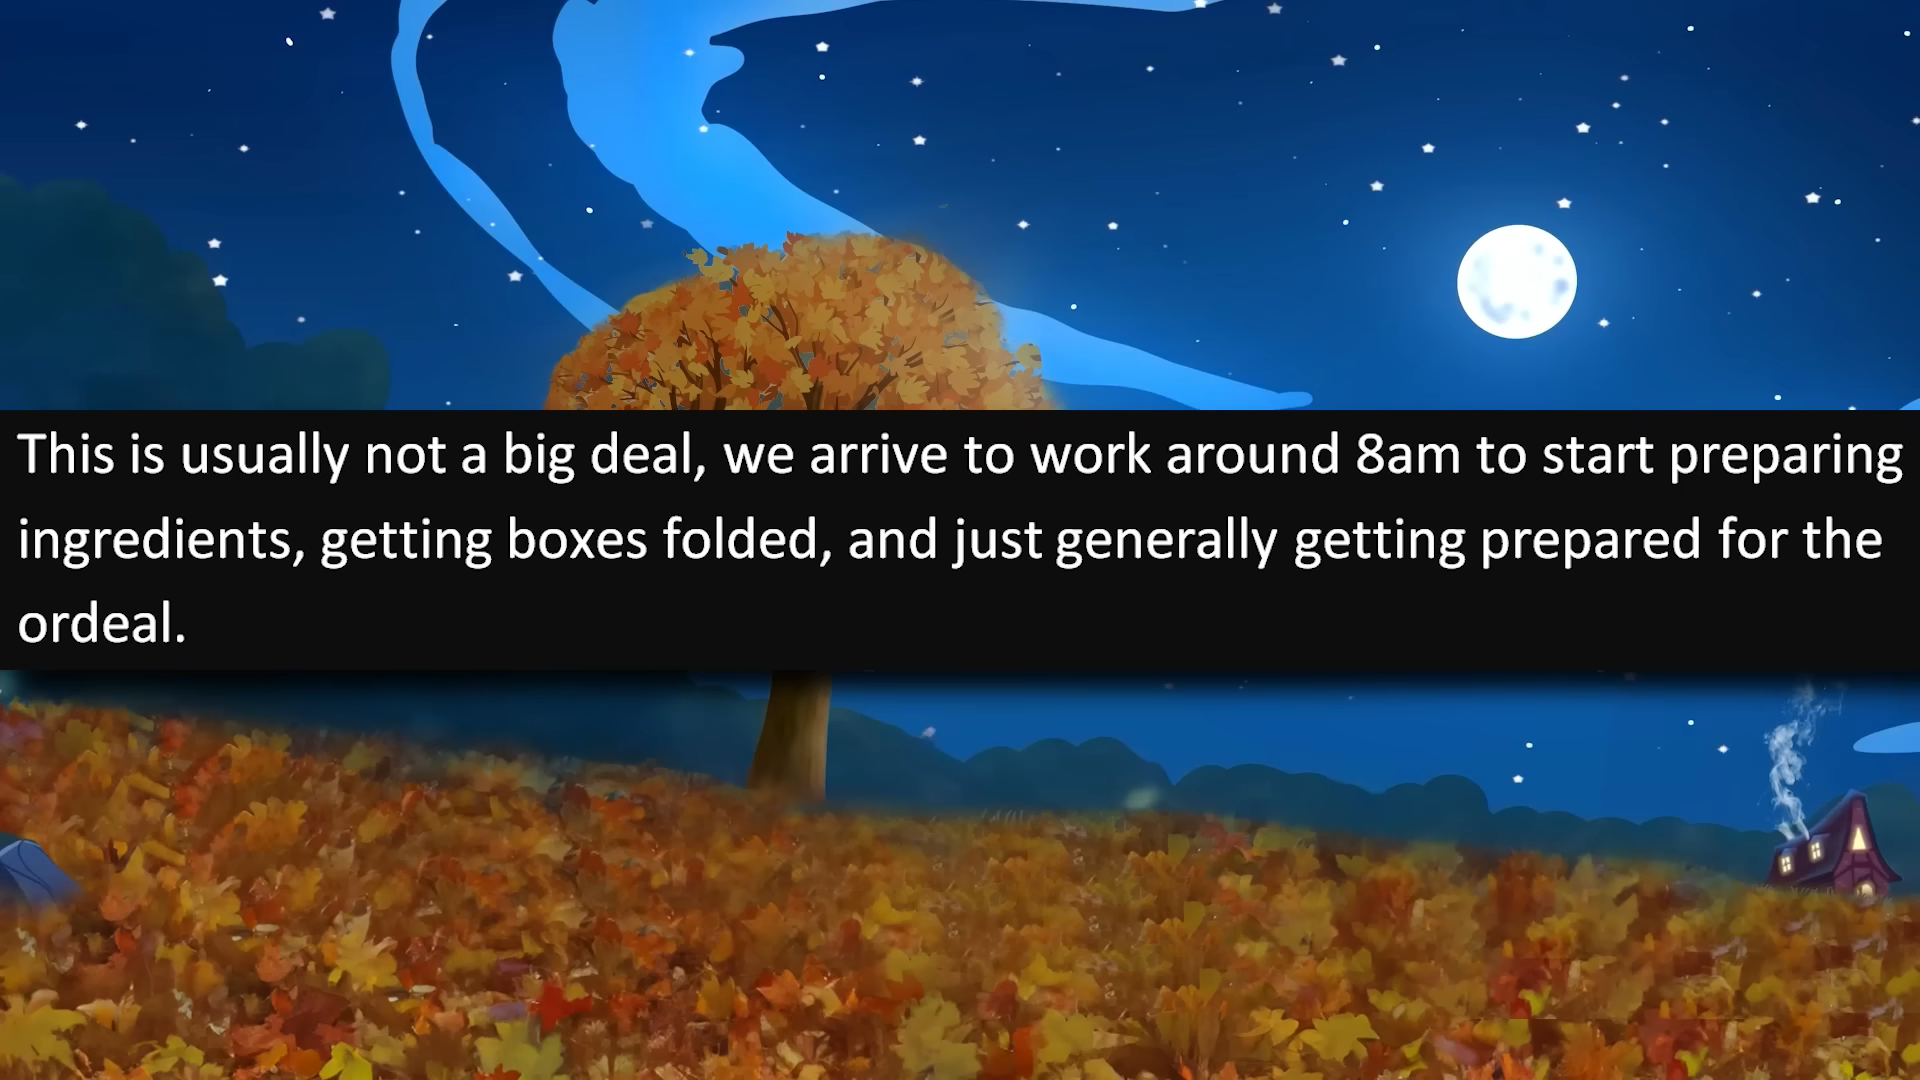 This is usually not a big deal, we arrive to work around 8am to start preparing
ingredients, getting boxes folded, and just generally getting prepared for the
ordeal.